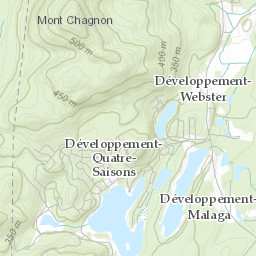 Mont Chagnon
500 m
400 m
350 m
450 m
Développement-
Webster
Développement-
Quatre-
Saisons
Développement-
Malaga
350 m